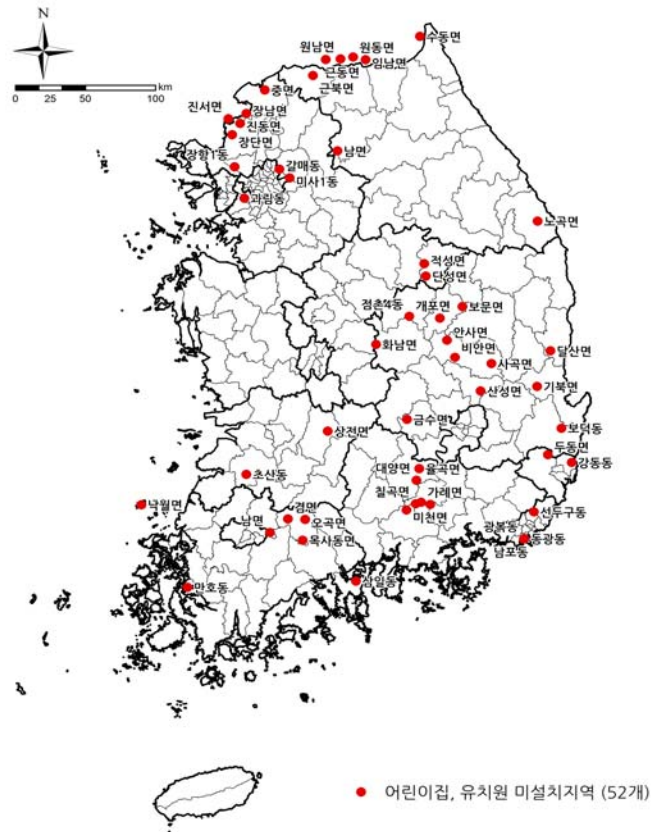 N
km
0 25 50 100
수동면
원남면 원동면
임남면
근동면
근북면
중면
진서면 장남면
진동면
장단면
남면
장항1동
갈매동
미사1동
과림동
노곡면
적성면
단성면
점촌4동 개포면 보문면
안사면
비안면
화남면
사곡면
달산면
산성면
기북면
금수면
보덕동
상전면
두동면
강동동
대양면 율곡면
초산동
칠곡면 가례면
미천면
낙월면
겸면
남면 오곡면
목사동면
선두구동
광복동
동광동
남포동
만호동
삼일동
어린이집, 유치원 미설치지역 (52개)